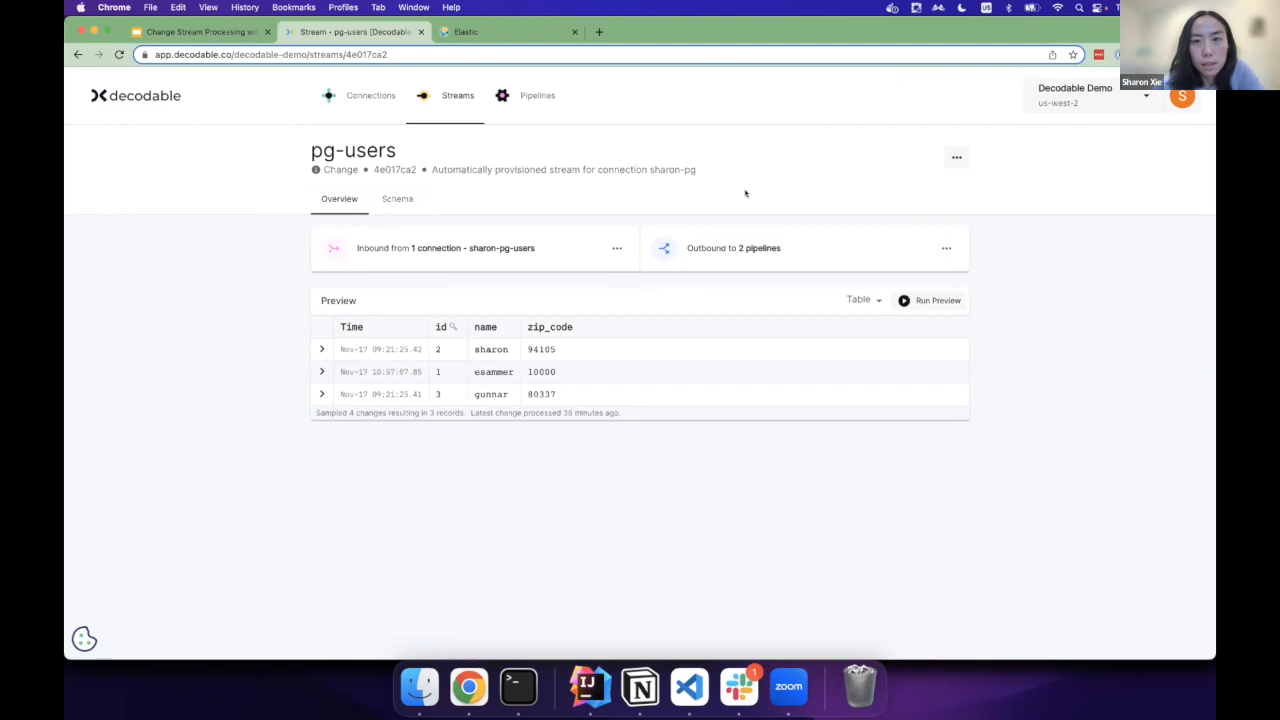 Chrome File Edit View History Bookmarks Profiles Tab Window Help
Change Stream Processing wi
Stream - pg-users [Decodable
Elastic
app.decodable.co/decodable-demo/streams/4e017ca2
Sharon Xie
decodable
Connections
Streams
Pipelines
Decodable Demo
us-west-2
S
pg-users
Change • 4e017ca2 • Automatically provisioned stream for connection sharon-pg
Overview Schema
Inbound from 1 connection - sharon-pg-users
Outbound to 2 pipelines
Preview
Table
Run Preview
Time id name zip_code
Nov-17 09:21:25.42 2 sharon 94105
Nov-17 10:57:07.85 1 esammer 10000
Nov-17 09:21:25.41 3 gunnar 80337
Sampled 4 changes resulting in 3 records. Latest change processed 36 minutes ago.
IJ
N
1
zoom